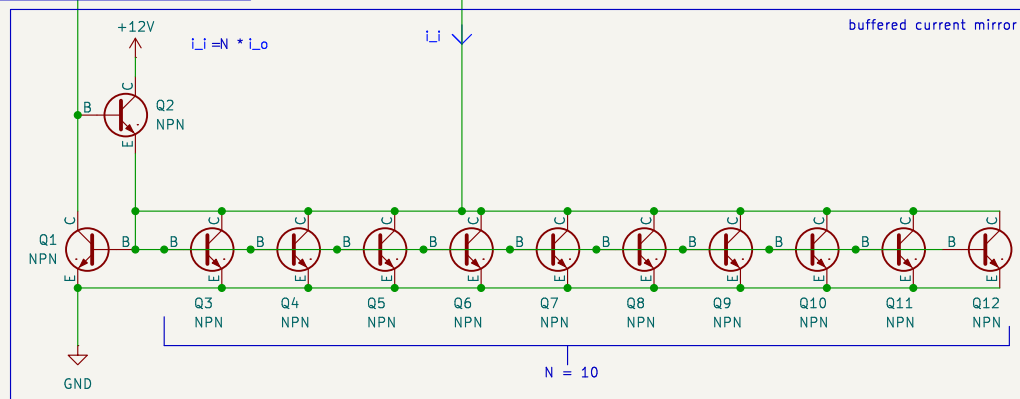 buffered current mirror
+12V
i_i =N * i_o
i_i
C
B
Q2
NPN
E
C
C
C
C
C
C
C
C
C
C
C
Q1
NPN
B
B
B
B
B
B
B
B
B
B
B
E
E
E
E
E
E
E
E
E
E
E
Q3
NPN
Q4
NPN
Q5
NPN
Q6
NPN
Q7
NPN
Q8
NPN
Q9
NPN
Q10
NPN
Q11
NPN
Q12
NPN
N = 10
GND